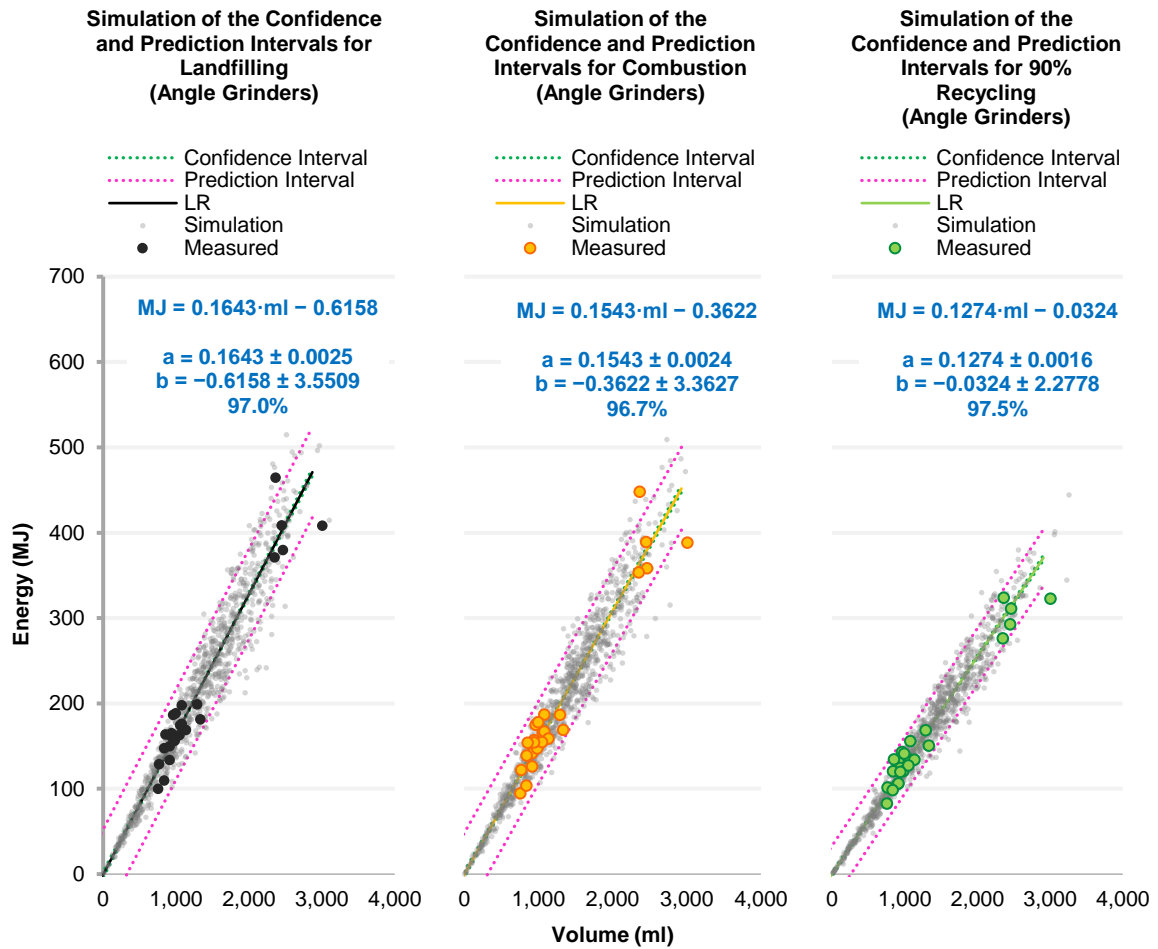 Simulation of the Confidence
and Prediction Intervals for
Landfilling
(Angle Grinders)
Confidence Interval
Prediction Interval
LR
Simulation
Measured
MJ = 0.1643·ml − 0.6158
a = 0.1643 ± 0.0025
b = −0.6158 ± 3.5509
97.0%
Simulation of the
Confidence and Prediction
Intervals for Combustion
(Angle Grinders)
Confidence Interval
Prediction Interval
LR
Simulation
Measured
MJ = 0.1543·ml − 0.3622
a = 0.1543 ± 0.0024
b = −0.3622 ± 3.3627
96.7%
Simulation of the
Confidence and Prediction
Intervals for 90%
Recycling
(Angle Grinders)
Confidence Interval
Prediction Interval
LR
Simulation
Measured
MJ = 0.1274·ml − 0.0324
a = 0.1274 ± 0.0016
b = −0.0324 ± 2.2778
97.5%
Energy (MJ)
700
600
500
400
300
200
100
0
0 1,000 2,000 3,000 4,000
0 1,000 2,000 3,000 4,000
0 1,000 2,000 3,000 4,000
Volume (ml)